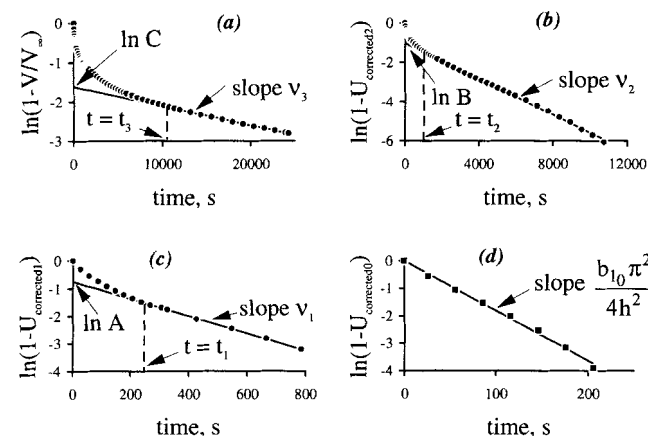 (a)
ln(1-V/V∞)
0
-1
-2
-3
ln C
slope ν3
t = t3
0 10000 20000
time, s
(b)
ln(1-Ucorrected2)
0
-2
-4
-6
ln B
slope ν2
t = t2
0 4000 8000 12000
time, s
(c)
ln(1-Ucorrected1)
0
-1
-2
-3
-4
ln A
slope ν1
t = t1
0 200 400 600 800
time, s
(d)
ln(1-Ucorrected0)
0
-1
-2
-3
-4
slope b10 π²
4h²
0 100 200
time, s